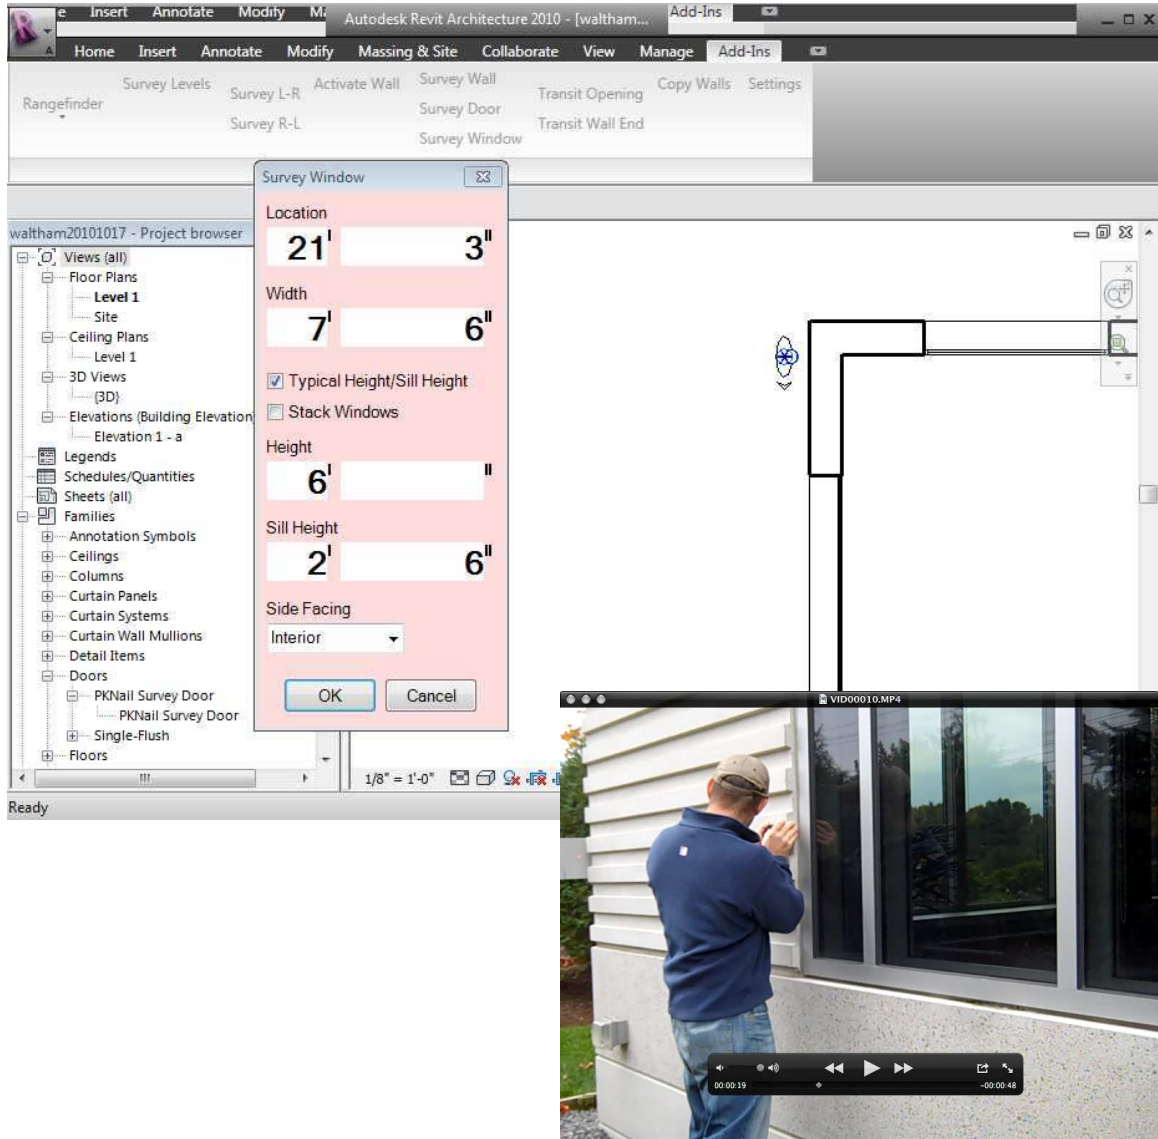 e Insert Annotate Modify M
Autodesk Revit Architecture 2010 - [waltham...
Add-Ins
Home Insert Annotate Modify Massing & Site Collaborate View Manage Add-Ins
Rangefinder
Survey Levels
Survey L-R
Survey R-L
Activate Wall
Survey Wall
Survey Door
Survey Window
Transit Opening
Transit Wall End
Copy Walls
Settings
waltham20101017 - Project browser
Views (all)
Floor Plans
Level 1
Site
Ceiling Plans
Level 1
3D Views
{3D}
Elevations (Building Elevation
Elevation 1 - a
Legends
Schedules/Quantities
Sheets (all)
Families
Annotation Symbols
Ceilings
Columns
Curtain Panels
Curtain Systems
Curtain Wall Mullions
Detail Items
Doors
PKNail Survey Door
PKNail Survey Door
Single-Flush
Floors
Survey Window
Location
21' 3"
Width
7' 6"
Typical Height/Sill Height
Stack Windows
Height
6' "
Sill Height
2' 6"
Side Facing
Interior
OK Cancel
1/8" = 1'-0"
Ready
VID00010.MP4
00:00:19 -00:00:48